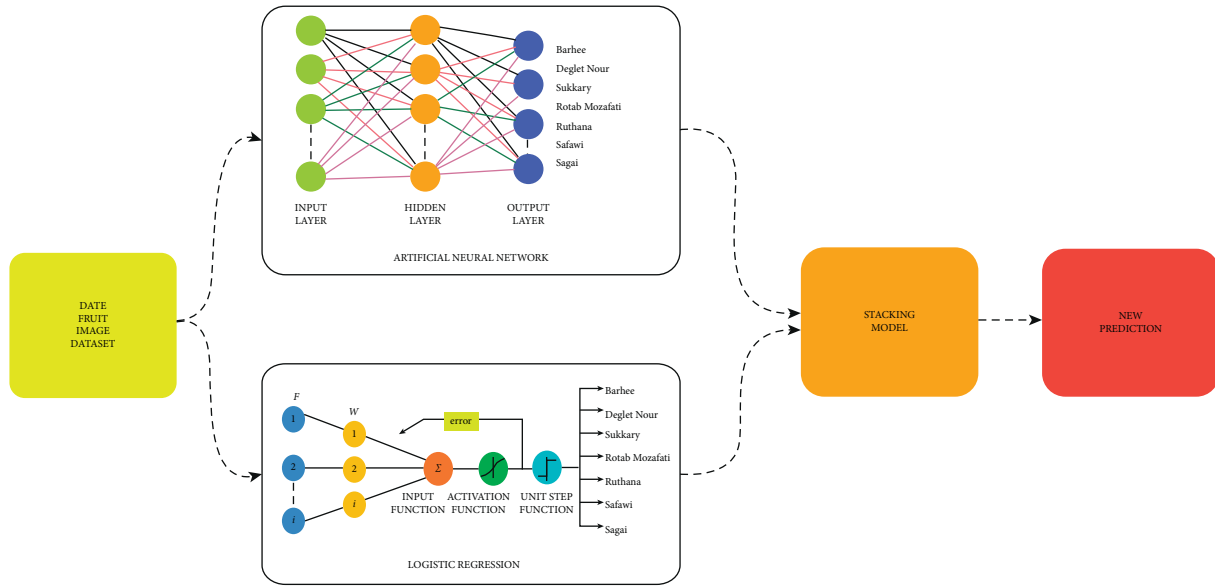 DATE
FRUIT
IMAGE
DATASET
Barhee
Deglet Nour
Sukkary
Rotab Mozafati
Ruthana
Safawi
Sagai
INPUT
LAYER
HIDDEN
LAYER
OUTPUT
LAYER
ARTIFICIAL NEURAL NETWORK
F
W
1
2
i
1
2
i
error
Σ
INPUT
FUNCTION
ACTIVATION
FUNCTION
UNIT STEP
FUNCTION
Barhee
Deglet Nour
Sukkary
Rotab Mozafati
Ruthana
Safawi
Sagai
LOGISTIC REGRESSION
STACKING
MODEL
NEW
PREDICTION